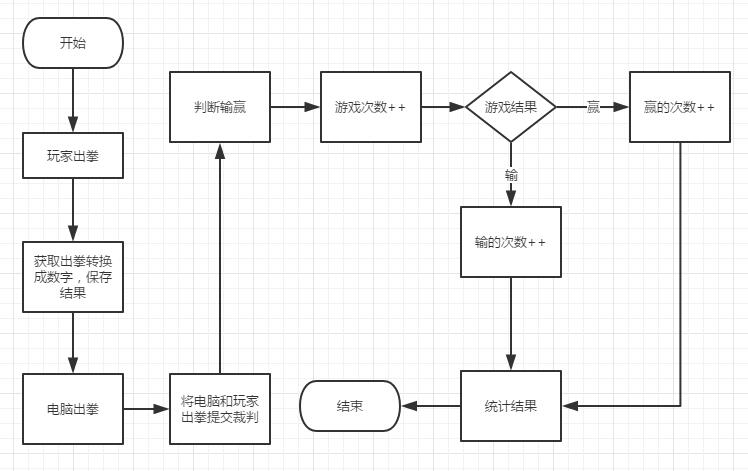 开始
玩家出拳
获取出拳转换
成数字，保存
结果
电脑出拳
将电脑和玩家
出拳提交裁判
判断输赢
游戏次数++
游戏结果
赢
赢的次数++
输
输的次数++
统计结果
结束